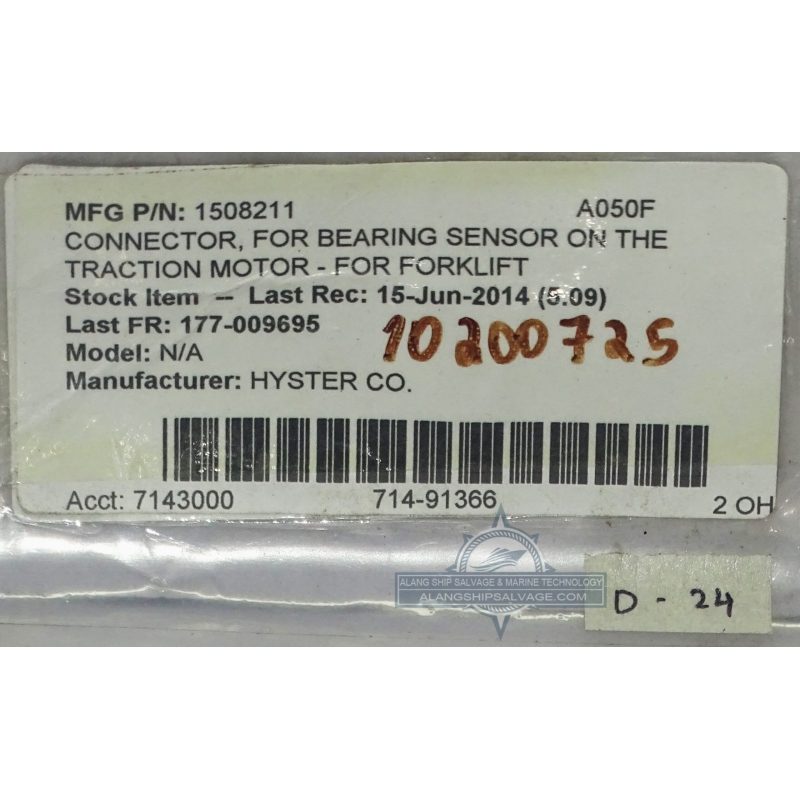 MFG P/N: 1508211 A050F
CONNECTOR, FOR BEARING SENSOR ON THE
TRACTION MOTOR - FOR FORKLIFT
Stock Item -- Last Rec: 15-Jun-2014 (5.09)
Last FR: 177-009695
10200725
Model: N/A
Manufacturer: HYSTER CO.
Acct: 7143000 714-91366 2 OH
ALANG SHIP SALVAGE & MARINE TECHNOLOGY
ALANGSHIPSALVAGE.COM
D - 24